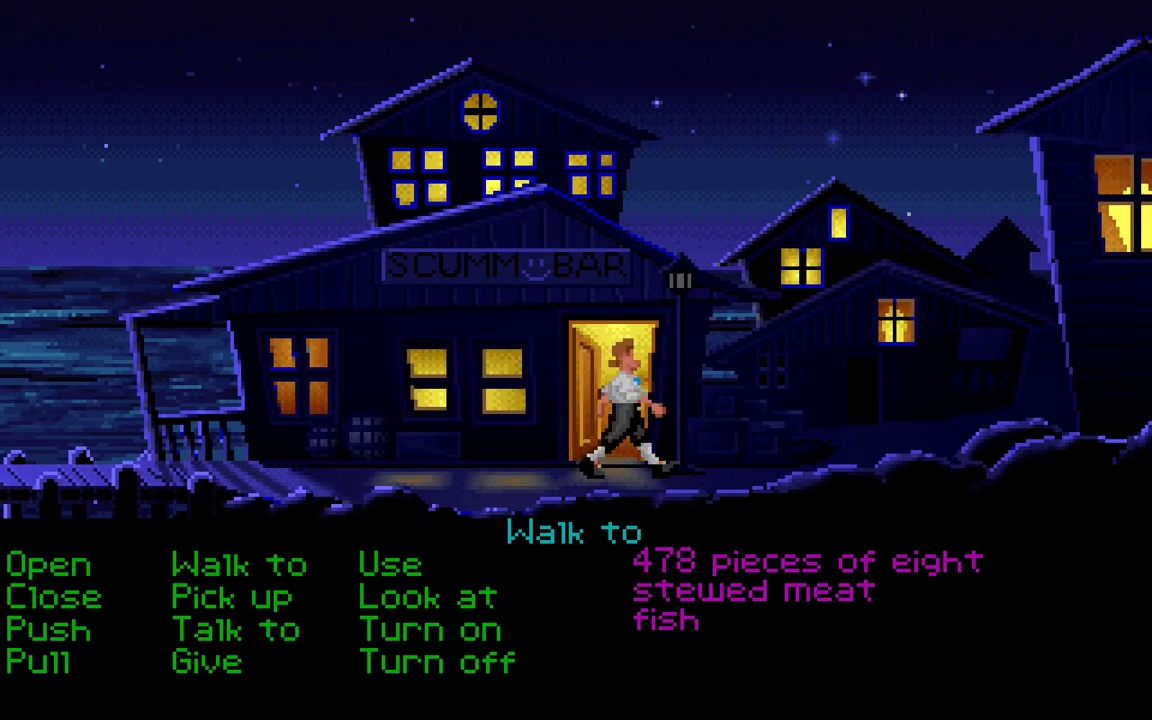 SCUMM BAR
Walk to
Open Walk to Use
Close Pick up Look at
Push Talk to Turn on
Pull Give Turn off
478 pieces of eight
stewed meat
fish